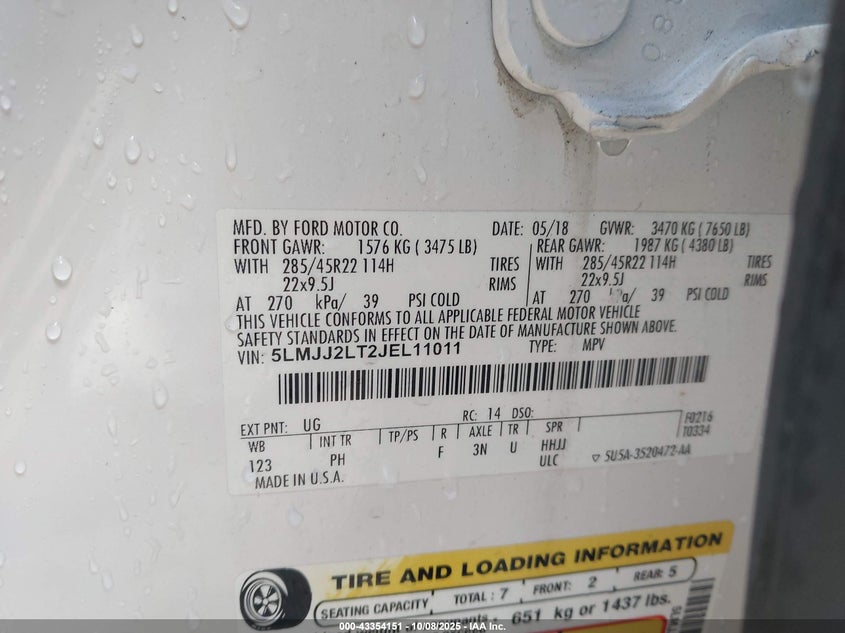 MFD. BY FORD MOTOR CO. DATE: 05/18 GVWR: 3470 KG ( 7650 LB)
FRONT GAWR: 1576 KG ( 3475 LB) REAR GAWR: 1987 KG ( 4380 LB)
WITH 285/45R22 114H TIRES WITH 285/45R22 114H TIRES
22x9.5J RIMS 22x9.5J RIMS
AT 270 kPa/ 39 PSI COLD AT 270 kPa/ 39 PSI COLD
THIS VEHICLE CONFORMS TO ALL APPLICABLE FEDERAL MOTOR VEHICLE
SAFETY STANDARDS IN EFFECT ON THE DATE OF MANUFACTURE SHOWN ABOVE.
VIN: 5LMJJ2LT2JEL11011 TYPE: MPV
EXT PNT: UG RC: 14 DSO: F0216
WB INT TR TP/PS R AXLE TR SPR T0334
123 PH F 3N U HHJJ
ULC 5U5A-3520472-AA
MADE IN U.S.A.
TIRE AND LOADING INFORMATION
SEATING CAPACITY TOTAL: 7 FRONT: 2 REAR: 5
651 kg or 1437 lbs.
000-43354151 - 10/08/2025 - IAA Inc.